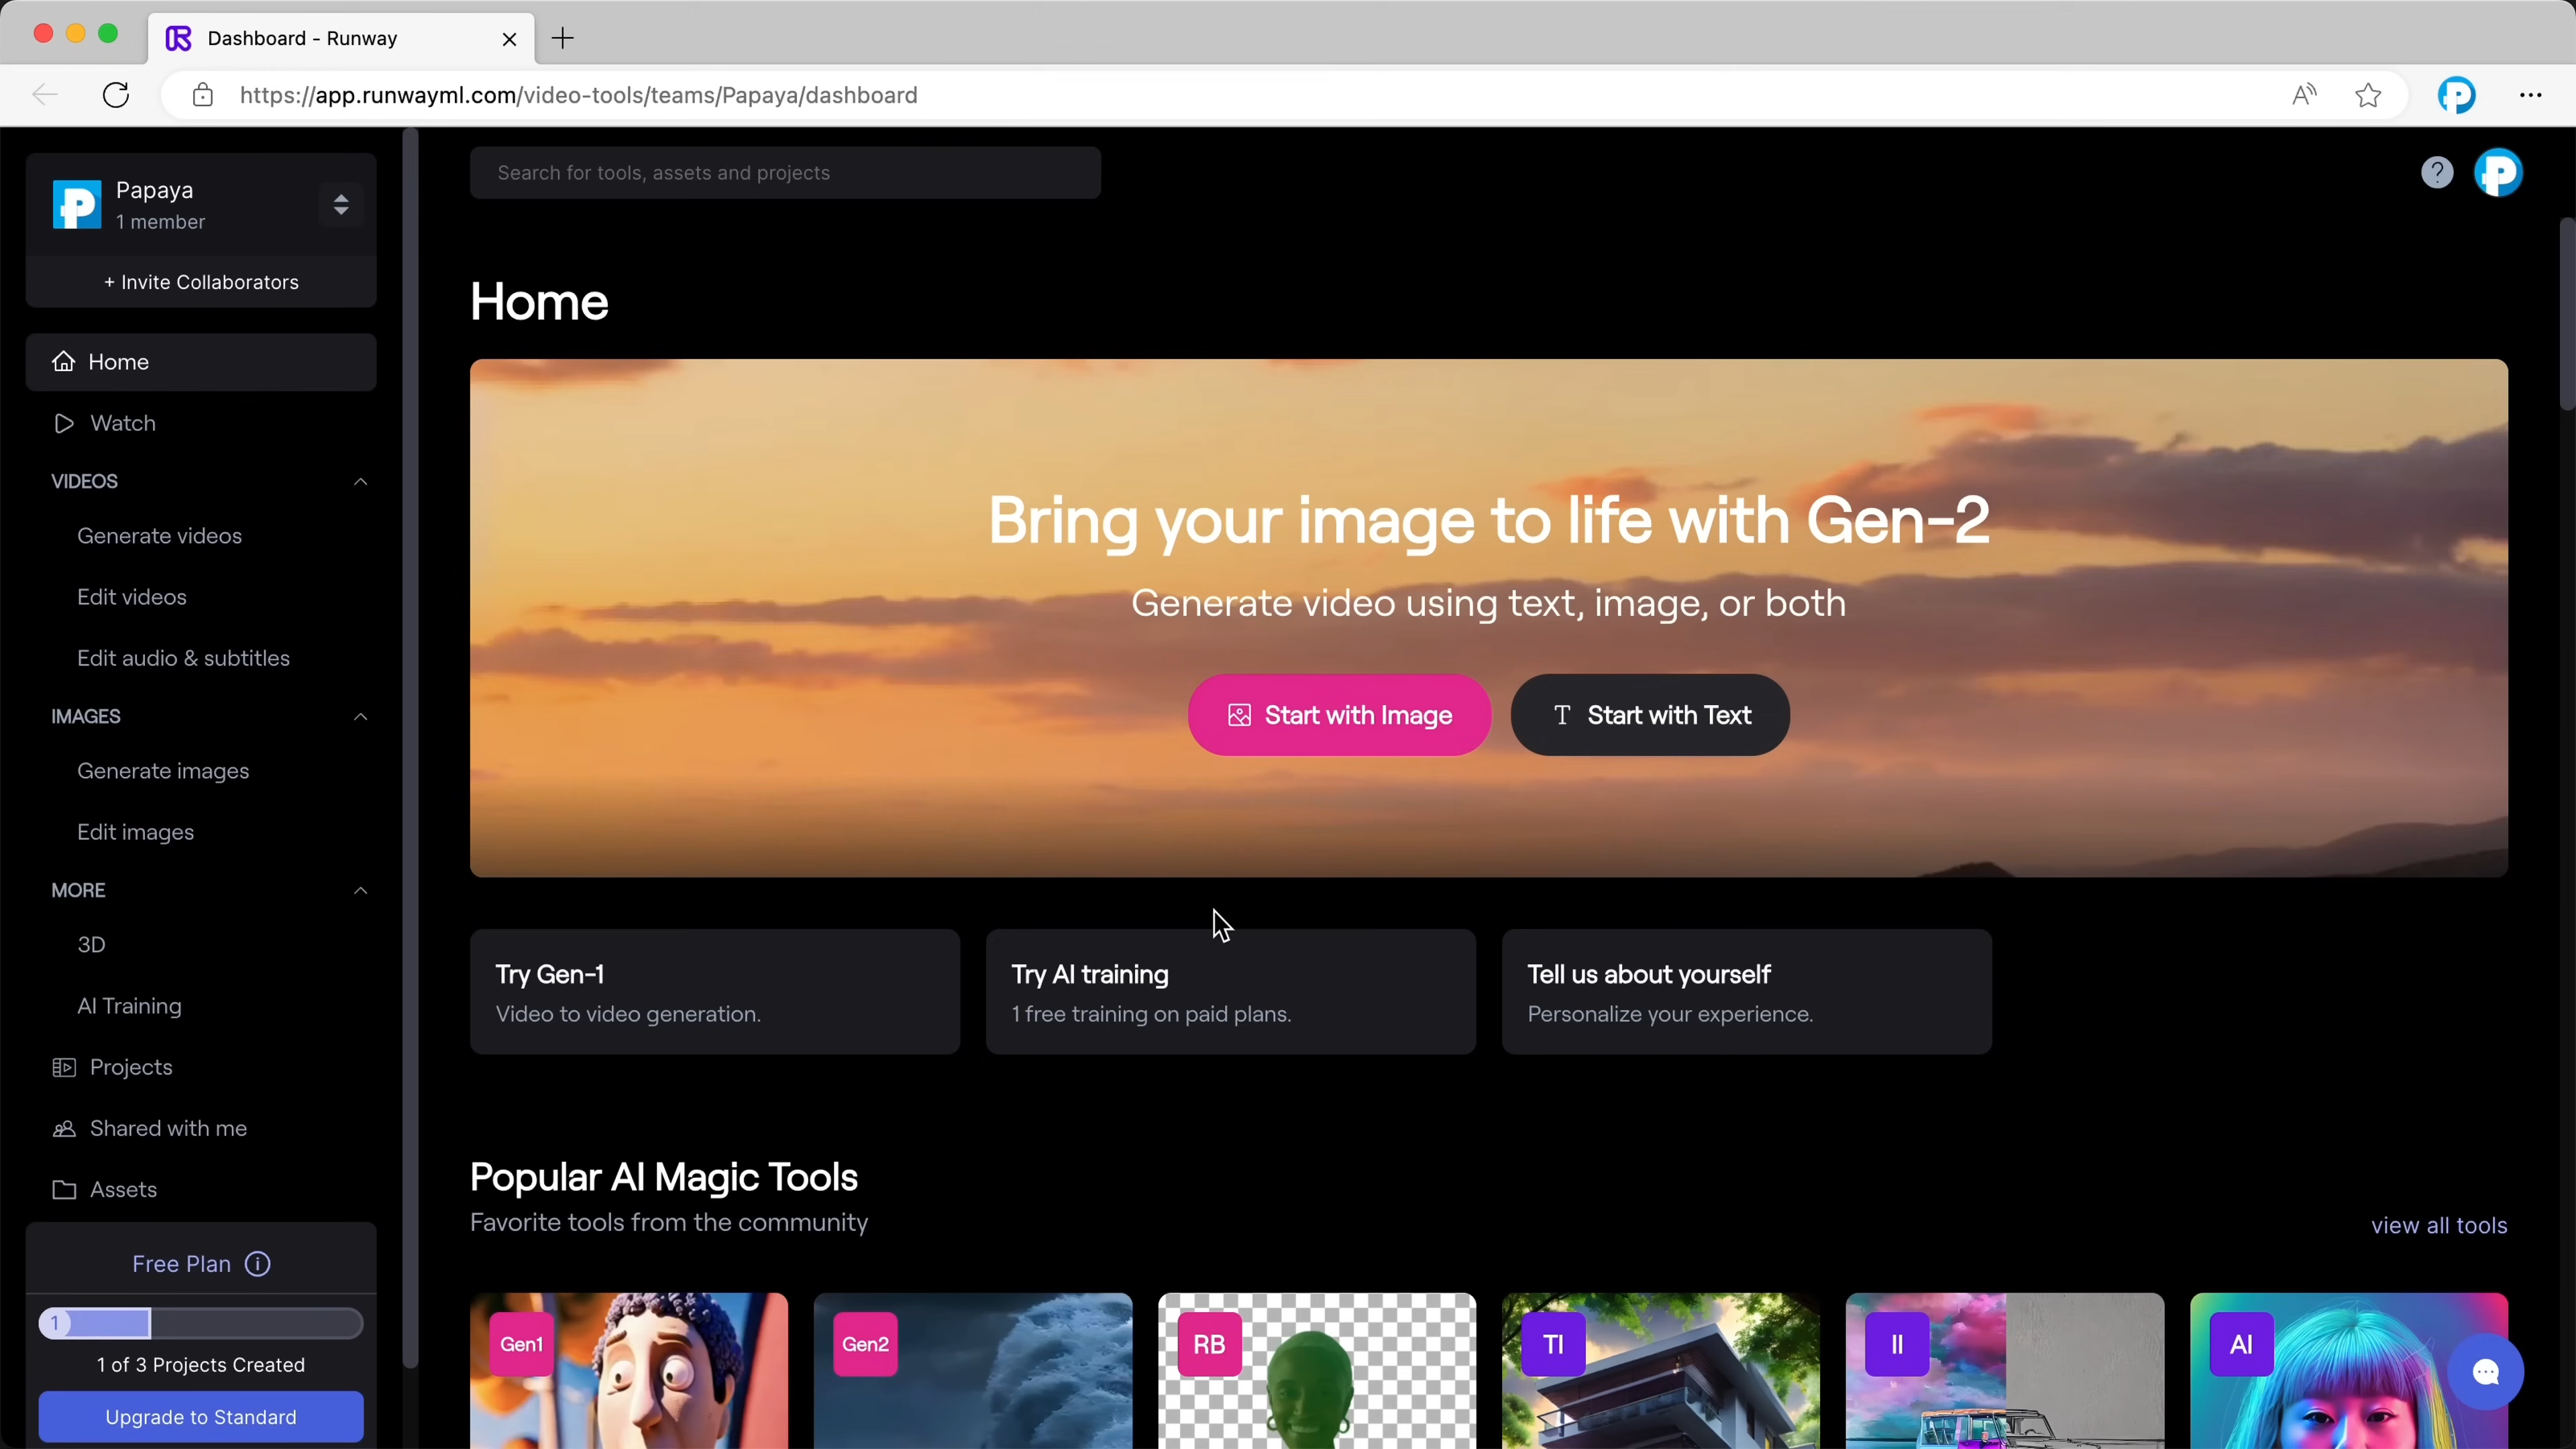 Dashboard - Runway
https://app.runwayml.com/video-tools/teams/Papaya/dashboard
Papaya
1 member
+ Invite Collaborators
Home
Watch
VIDEOS
Generate videos
Edit videos
Edit audio & subtitles
IMAGES
Generate images
Edit images
MORE
3D
AI Training
Projects
Shared with me
Assets
Free Plan
1
1 of 3 Projects Created
Upgrade to Standard
Search for tools, assets and projects
?
Home
Bring your image to life with Gen-2
Generate video using text, image, or both
Start with Image
T Start with Text
Try Gen-1
Video to video generation.
Try AI training
1 free training on paid plans.
Tell us about yourself
Personalize your experience.
Popular AI Magic Tools
Favorite tools from the community
view all tools
Gen1
Gen2
RB
TI
II
AI